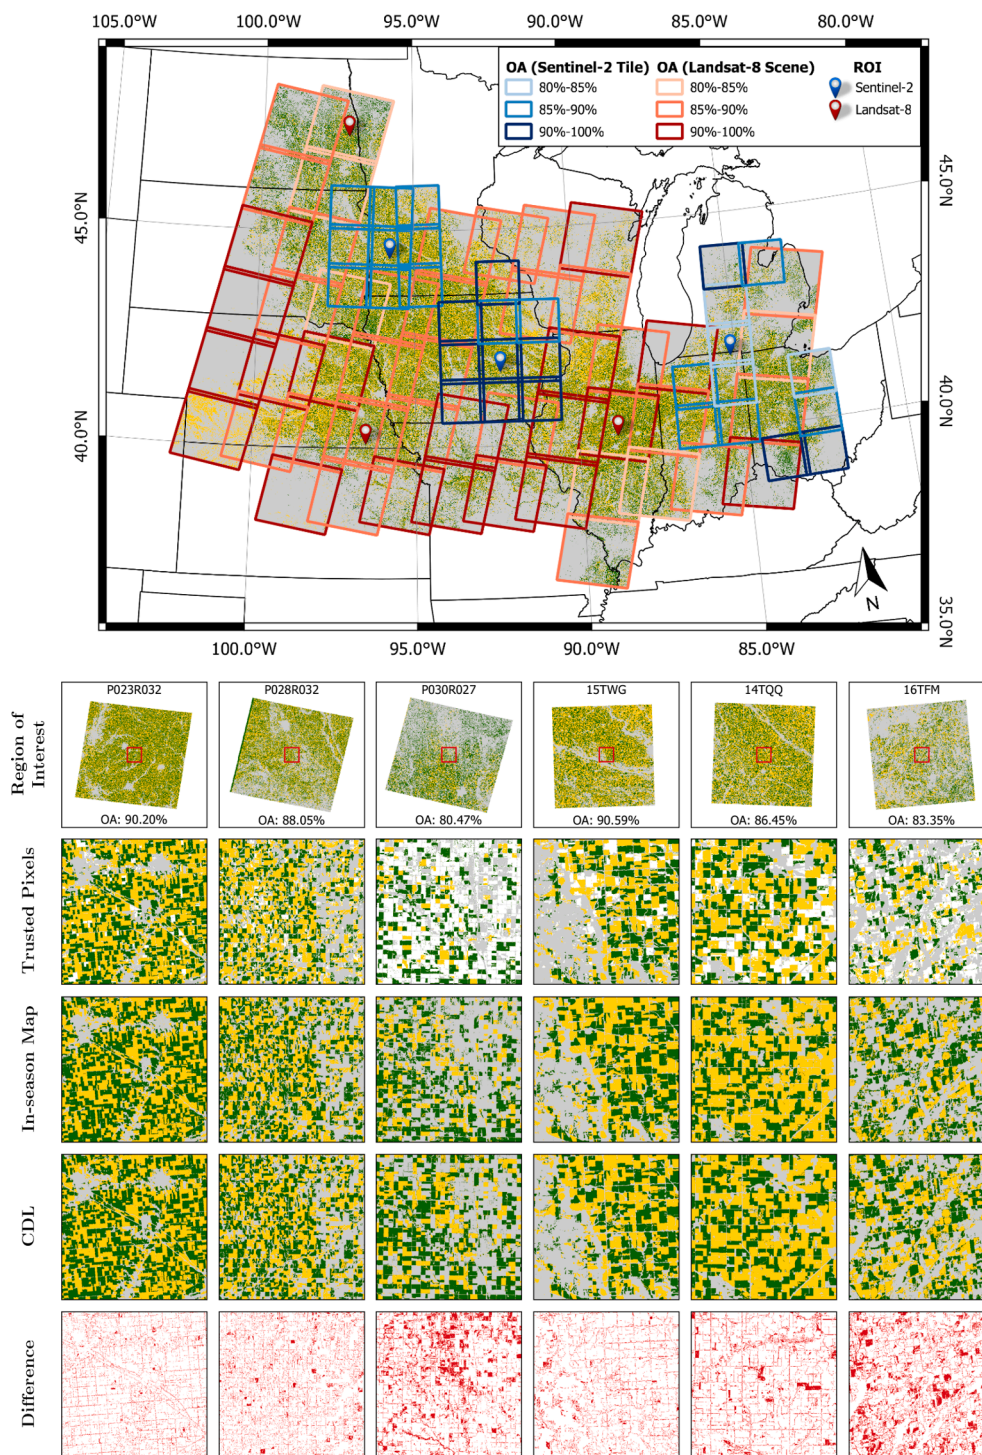 105.0°W 100.0°W 95.0°W 90.0°W 85.0°W 80.0°W
OA (Sentinel-2 Tile) OA (Landsat-8 Scene) ROI
80%-85% 80%-85% Sentinel-2
85%-90% 85%-90% Landsat-8
90%-100% 90%-100%
45.0°N 45.0°N
40.0°N 40.0°N
35.0°N
N
100.0°W 95.0°W 90.0°W 85.0°W
Region of
Interest
P023R032 P028R032 P030R027 15TWG 14TQQ 16TFM
OA: 90.20% OA: 88.05% OA: 80.47% OA: 90.59% OA: 86.45% OA: 83.35%
Trusted Pixels
In-season Map
CDL
Difference